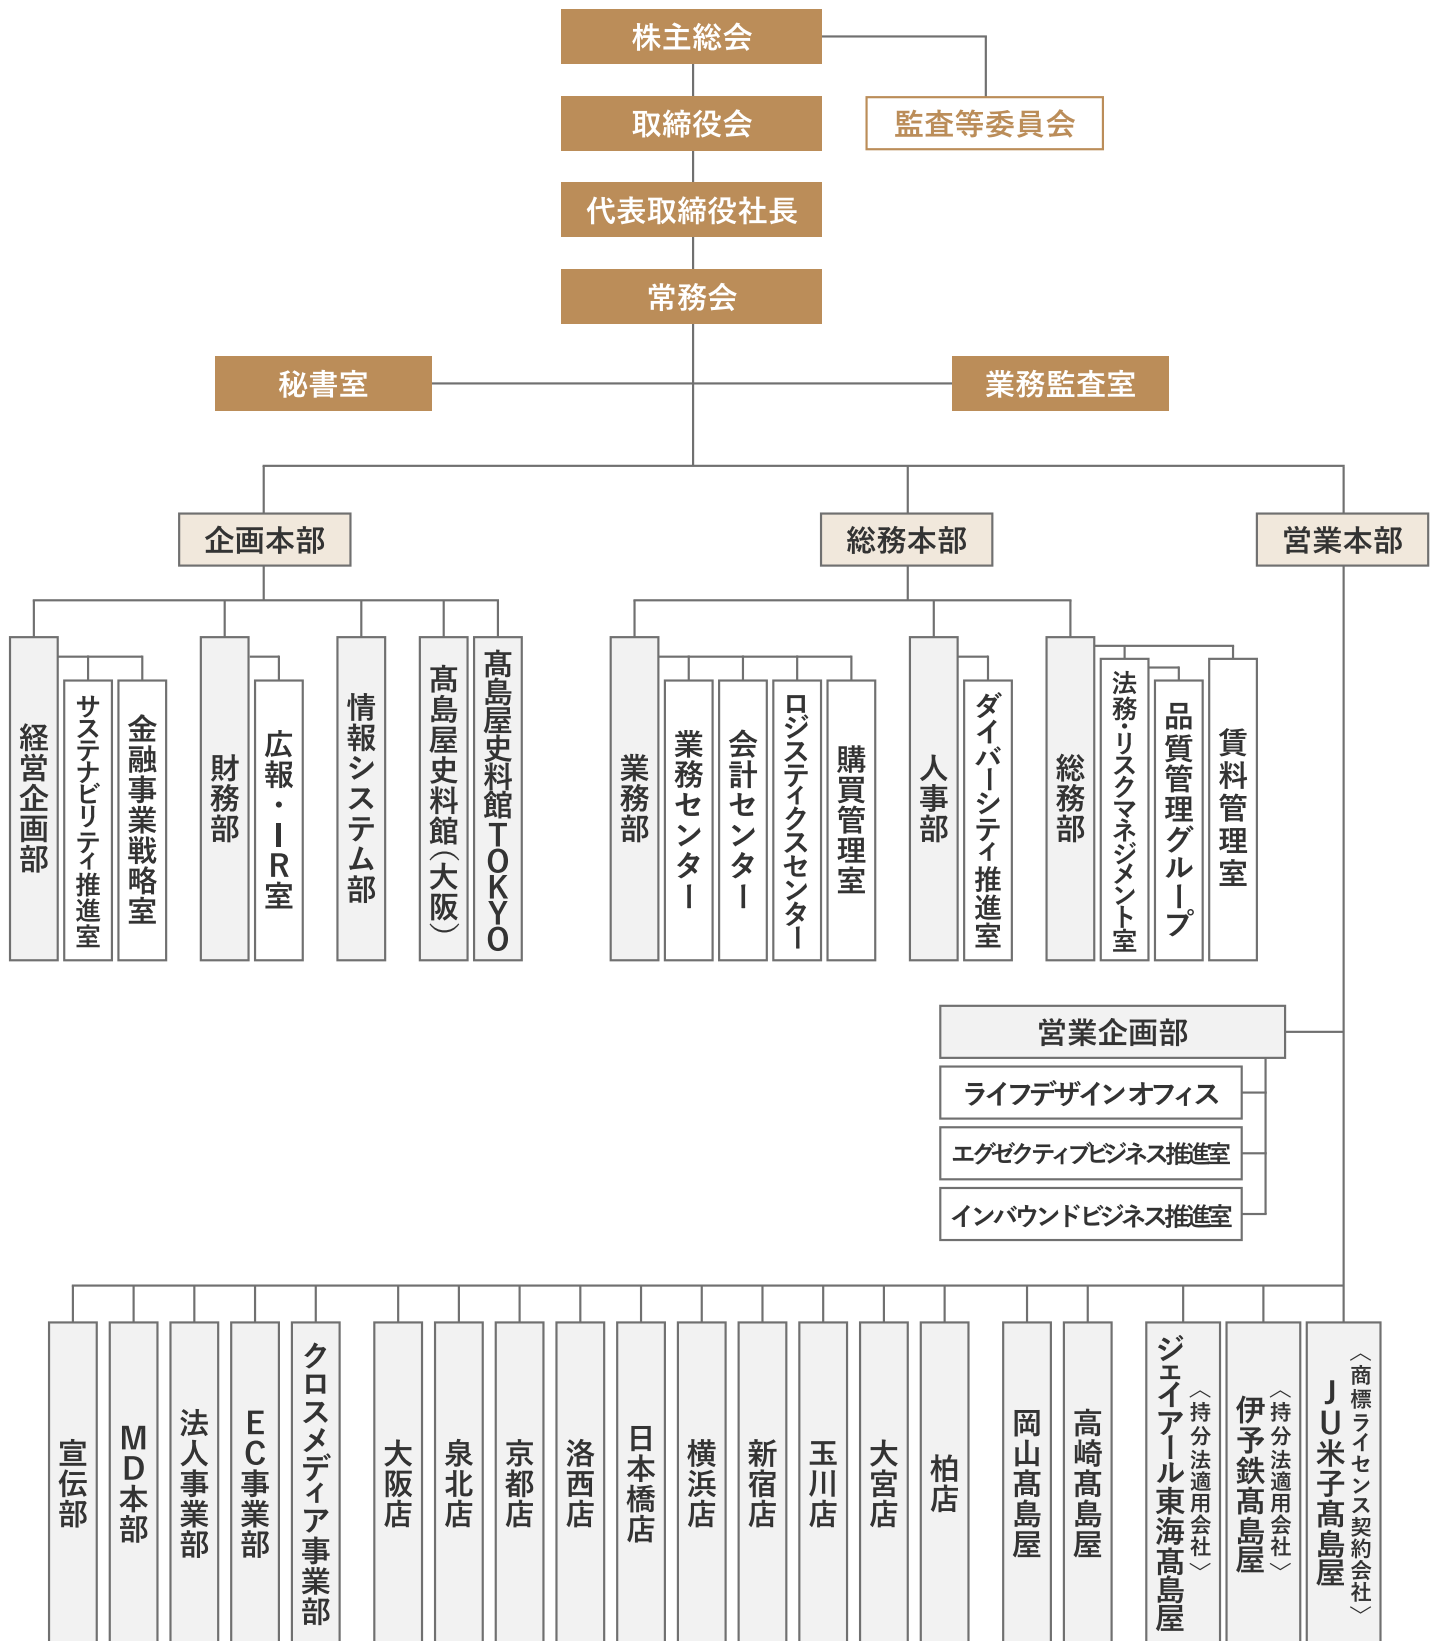 株主総会
取締役会
監査等委員会
代表取締役社長
常務会
秘書室
業務監査室
企画本部
総務本部
営業本部
経営企画部
サステナビリティ推進室
金融事業戦略室
財務部
広報・IR室
情報システム部
髙島屋史料館(大阪)
髙島屋史料館TOKYO
業務部
業務センター
会計センター
ロジスティクスセンター
購買管理室
人事部
ダイバーシティ推進室
総務部
法務・リスクマネジメント室
品質管理グループ
賃料管理室
営業企画部
ライフデザインオフィス
エグゼクティブビジネス推進室
インバウンドビジネス推進室
宣伝部
MD本部
法人事業部
EC事業部
クロスメディア事業部
大阪店
泉北店
京都店
洛西店
日本橋店
横浜店
新宿店
玉川店
大宮店
柏店
岡山髙島屋
高崎髙島屋
ジェイアール東海髙島屋
〈持分法適用会社〉
伊予鉄髙島屋
〈持分法適用会社〉
JU米子髙島屋
〈商標ライセンス契約会社〉